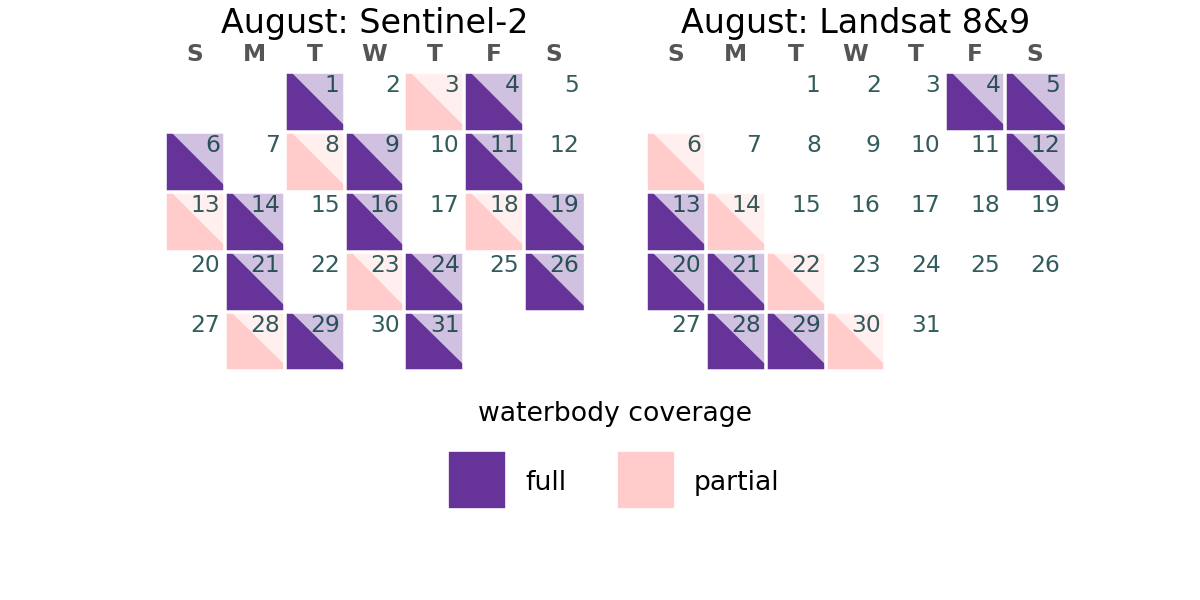 August: Sentinel-2
S M T W T F S
1 2 3 4 5
6 7 8 9 10 11 12
13 14 15 16 17 18 19
20 21 22 23 24 25 26
27 28 29 30 31
August: Landsat 8&9
S M T W T F S
1 2 3 4 5
6 7 8 9 10 11 12
13 14 15 16 17 18 19
20 21 22 23 24 25 26
27 28 29 30 31
waterbody coverage
full
partial